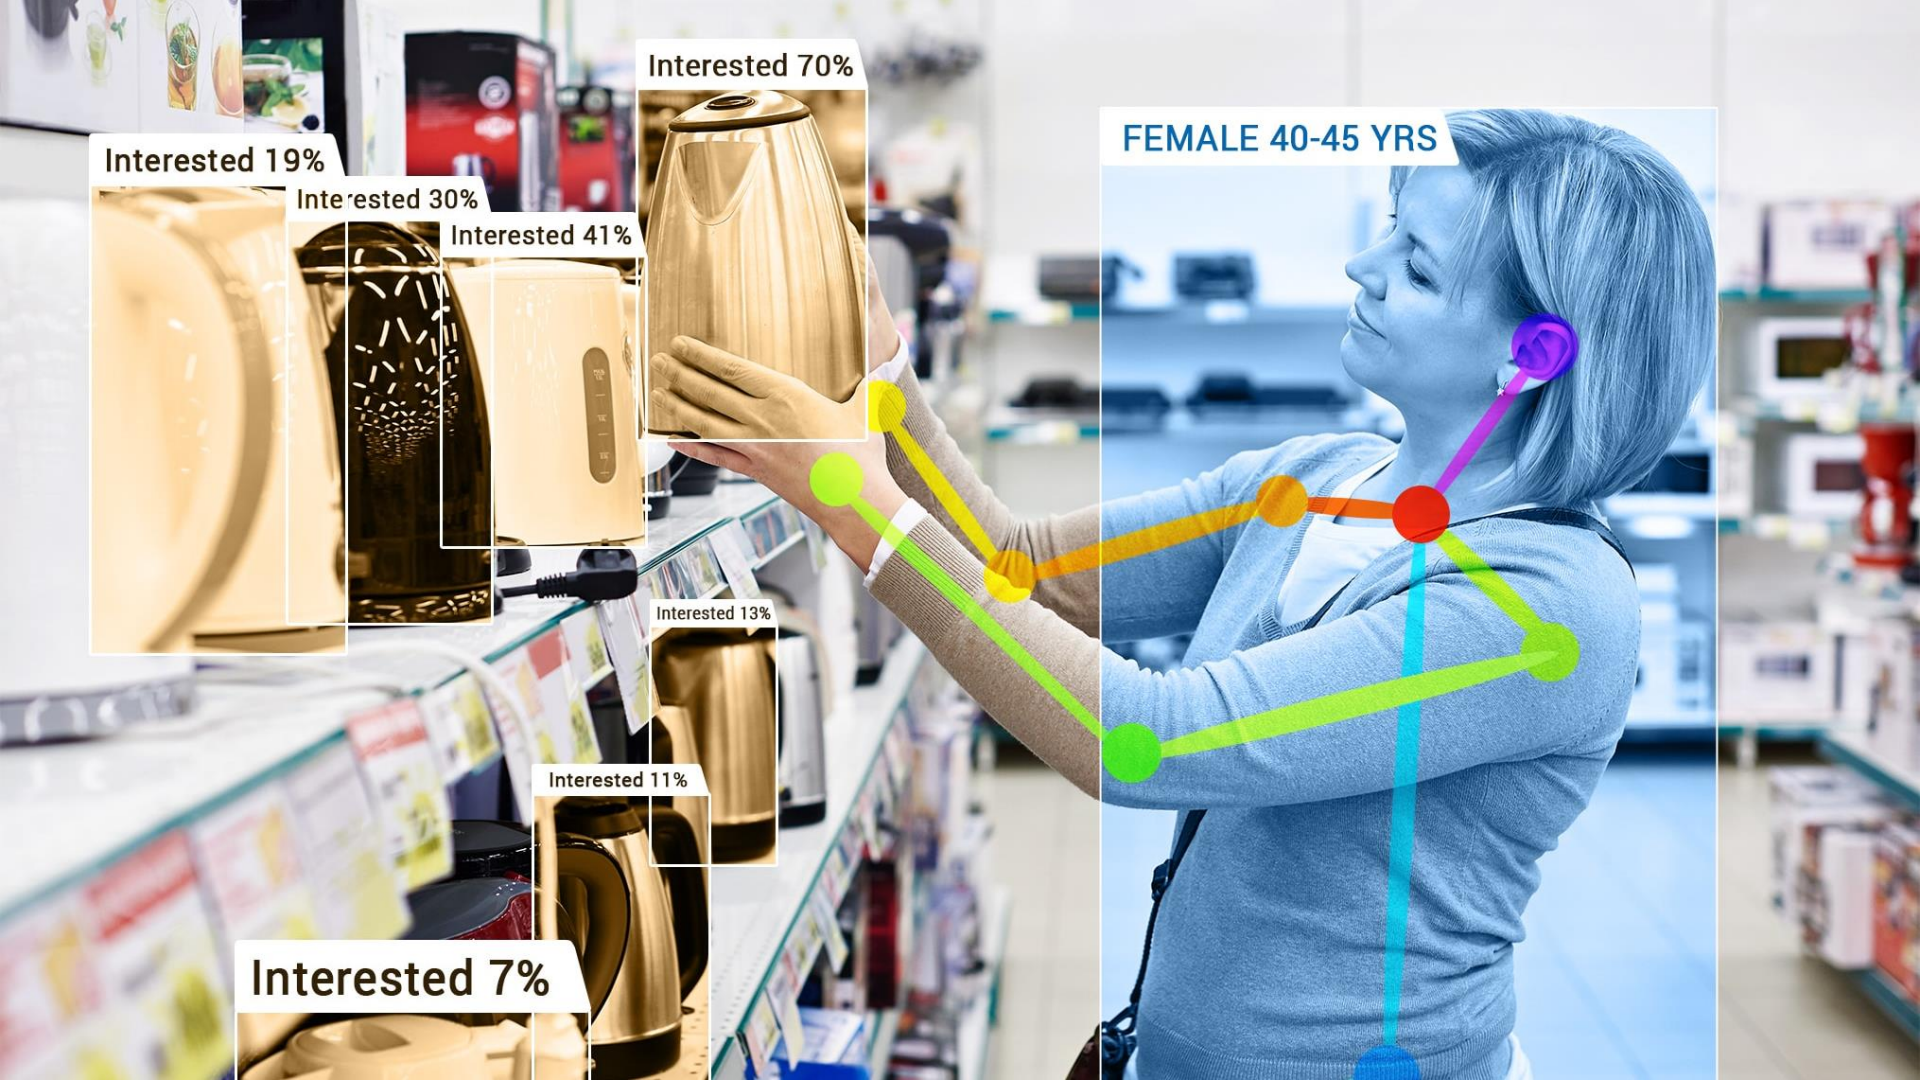 Interested 70%
FEMALE 40-45 YRS
Interested 19%
Interested 30%
Interested 41%
Interested 13%
Interested 11%
Interested 7%